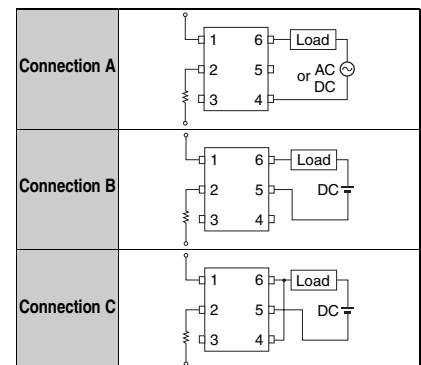 Connection A
1 6 Load
2 5 or AC
DC
3 4
Connection B
1 6 Load
2 5 DC
3 4
Connection C
1 6 Load
2 5 DC
3 4